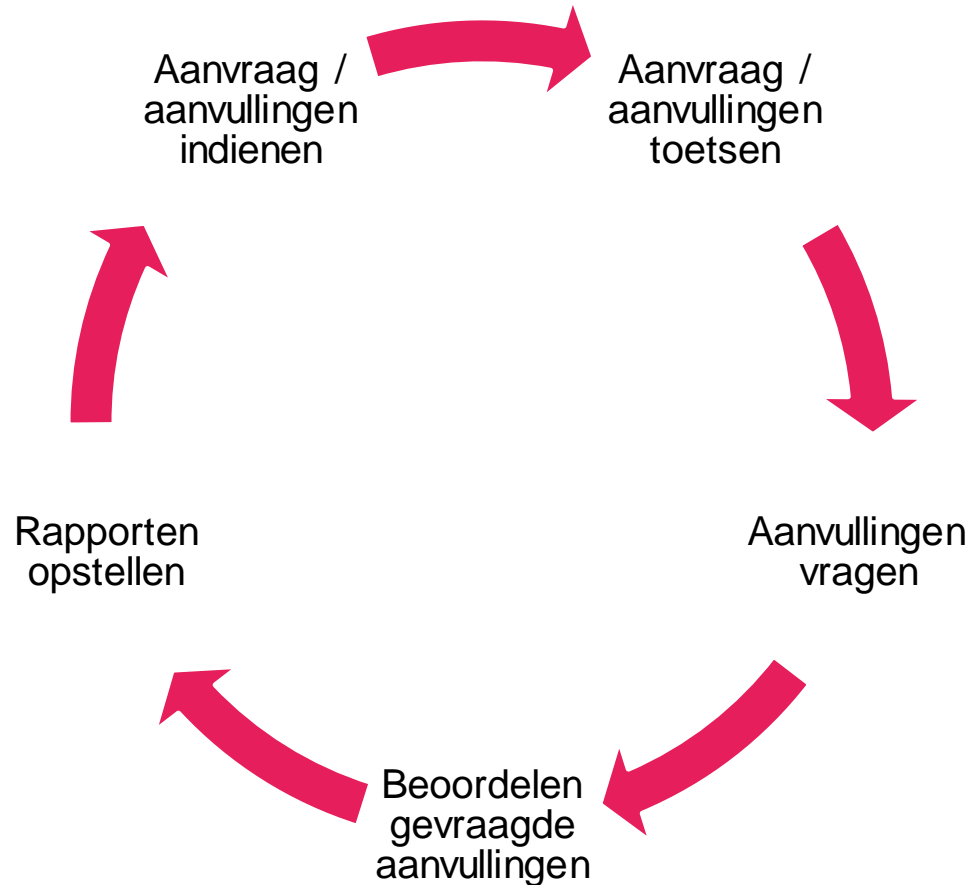 Aanvraag /
aanvullingen
indienen
Aanvraag /
aanvullingen
toetsen
Aanvullingen
vragen
Beoordelen
gevraagde
aanvullingen
Rapporten
opstellen